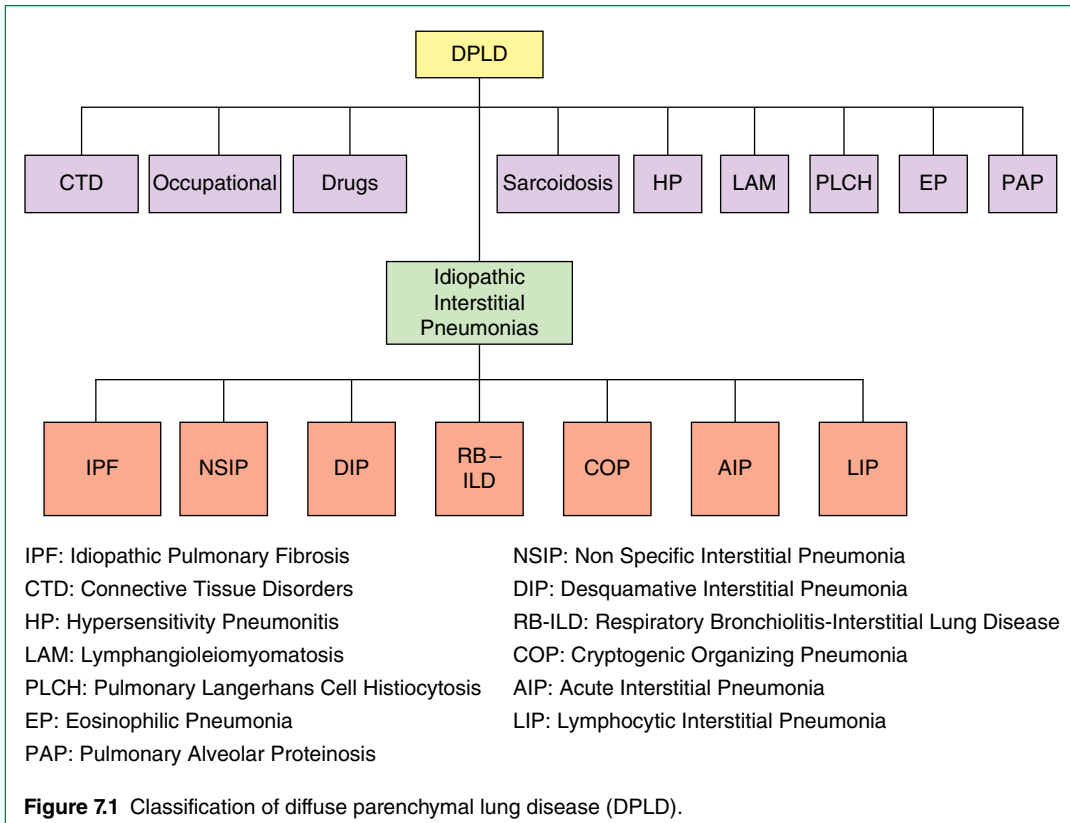 DPLD
CTD
Occupational
Drugs
Sarcoidosis
HP
LAM
PLCH
EP
PAP
Idiopathic
Interstitial
Pneumonias
IPF
NSIP
DIP
RB–
ILD
COP
AIP
LIP
IPF: Idiopathic Pulmonary Fibrosis
CTD: Connective Tissue Disorders
HP: Hypersensitivity Pneumonitis
LAM: Lymphangioleiomyomatosis
PLCH: Pulmonary Langerhans Cell Histiocytosis
EP: Eosinophilic Pneumonia
PAP: Pulmonary Alveolar Proteinosis
NSIP: Non Specific Interstitial Pneumonia
DIP: Desquamative Interstitial Pneumonia
RB-ILD: Respiratory Bronchiolitis-Interstitial Lung Disease
COP: Cryptogenic Organizing Pneumonia
AIP: Acute Interstitial Pneumonia
LIP: Lymphocytic Interstitial Pneumonia
Figure 7.1 Classification of diffuse parenchymal lung disease (DPLD).